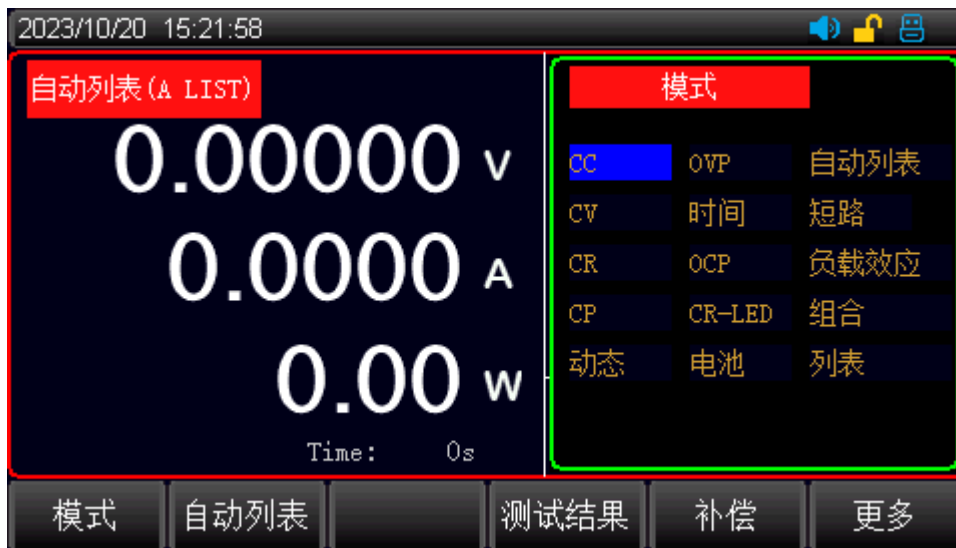 2023/10/20 15:21:58
自动列表(A LIST)
0.00000 V
0.0000 A
0.00 W
Time: 0s
模式
CC OVP 自动列表
CV 时间 短路
CR OCP 负载效应
CP CR-LED 组合
动态 电池 列表
模式 自动列表 测试结果 补偿 更多